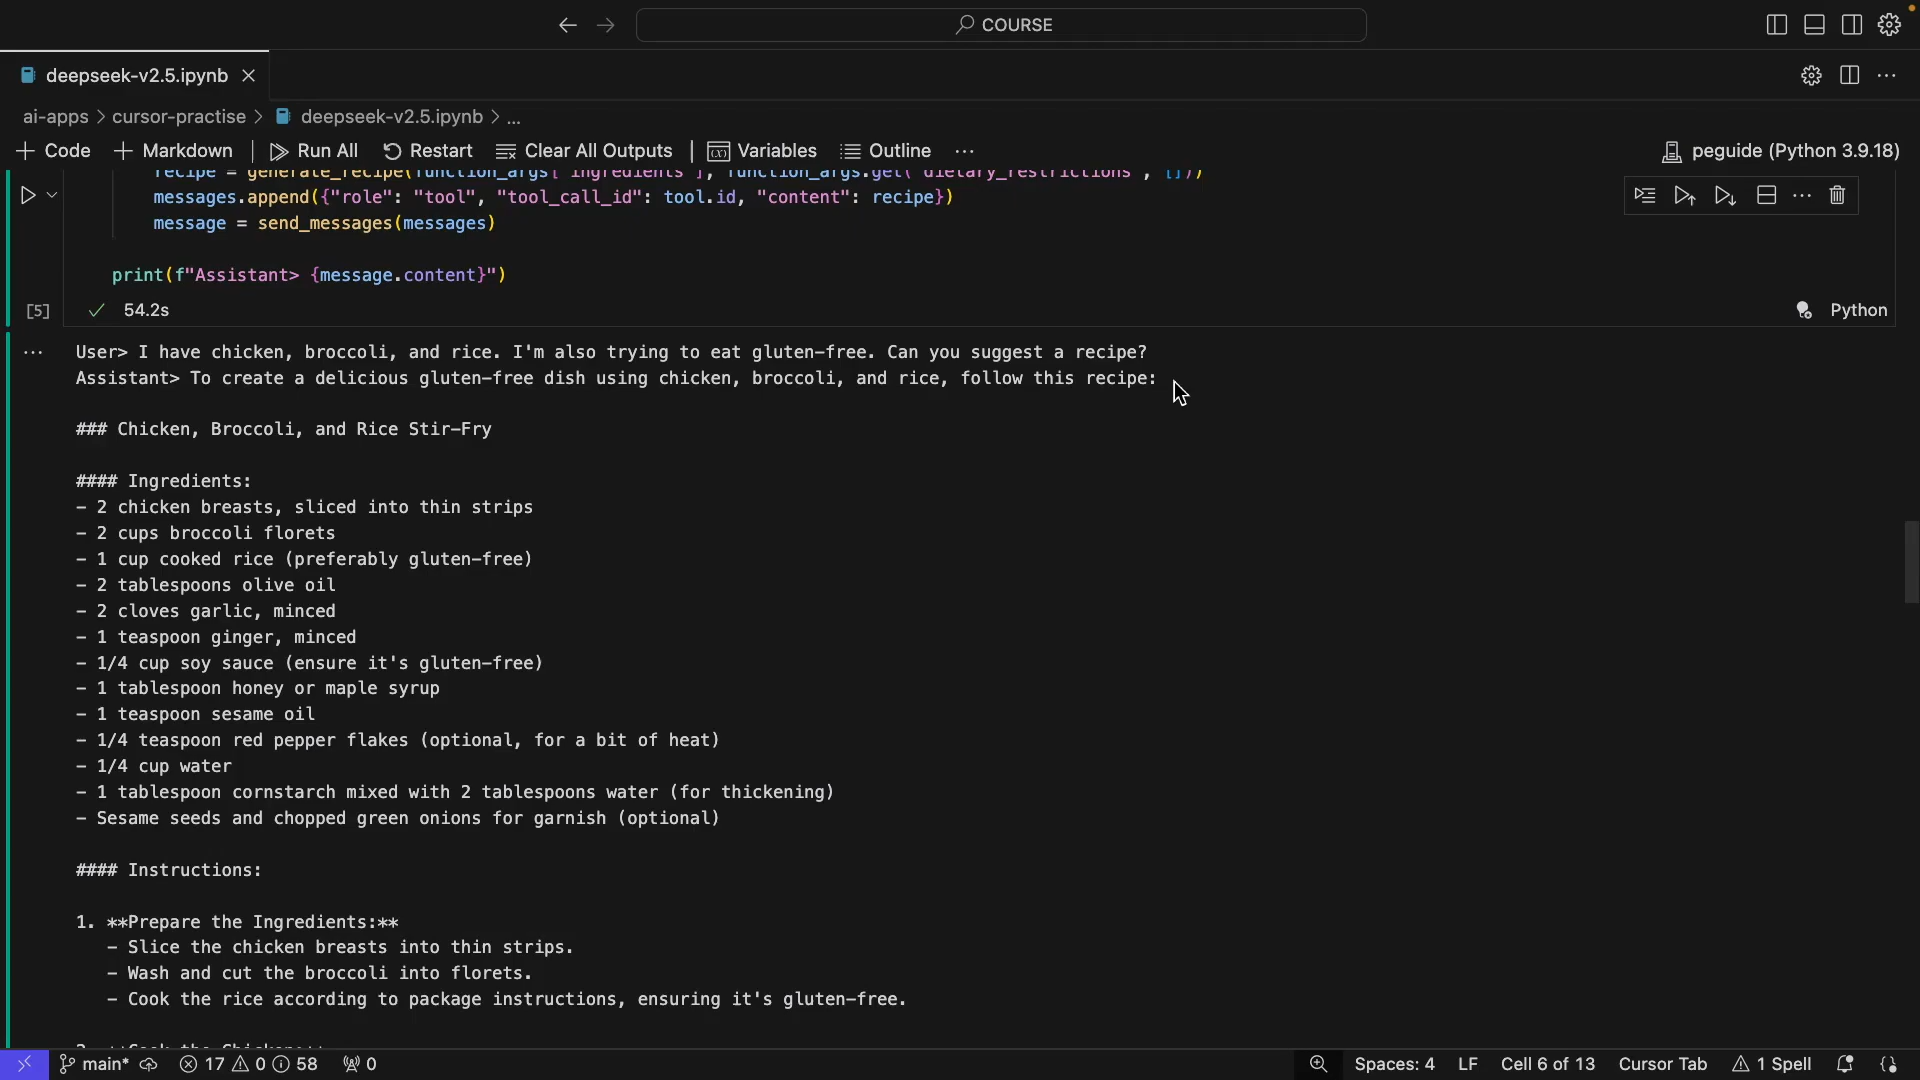 COURSE
deepseek-v2.5.ipynb
ai-apps > cursor-practise > deepseek-v2.5.ipynb > ...
+ Code + Markdown | Run All Restart Clear All Outputs | Variables Outline ... peguide (Python 3.9.18)
recipe = generate_recipe(function_args["ingredients"], function_args.get("dietary_restrictions", []))
messages.append({"role": "tool", "tool_call_id": tool.id, "content": recipe})
message = send_messages(messages)
print(f"Assistant> {message.content}")
[5] 54.2s Python
User> I have chicken, broccoli, and rice. I'm also trying to eat gluten-free. Can you suggest a recipe?
Assistant> To create a delicious gluten-free dish using chicken, broccoli, and rice, follow this recipe:
### Chicken, Broccoli, and Rice Stir-Fry
#### Ingredients:
- 2 chicken breasts, sliced into thin strips
- 2 cups broccoli florets
- 1 cup cooked rice (preferably gluten-free)
- 2 tablespoons olive oil
- 2 cloves garlic, minced
- 1 teaspoon ginger, minced
- 1/4 cup soy sauce (ensure it's gluten-free)
- 1 tablespoon honey or maple syrup
- 1 teaspoon sesame oil
- 1/4 teaspoon red pepper flakes (optional, for a bit of heat)
- 1/4 cup water
- 1 tablespoon cornstarch mixed with 2 tablespoons water (for thickening)
- Sesame seeds and chopped green onions for garnish (optional)
#### Instructions:
1. **Prepare the Ingredients:**
- Slice the chicken breasts into thin strips.
- Wash and cut the broccoli into florets.
- Cook the rice according to package instructions, ensuring it's gluten-free.
main* 17 0 58 0 Spaces: 4 LF Cell 6 of 13 Cursor Tab 1 Spell